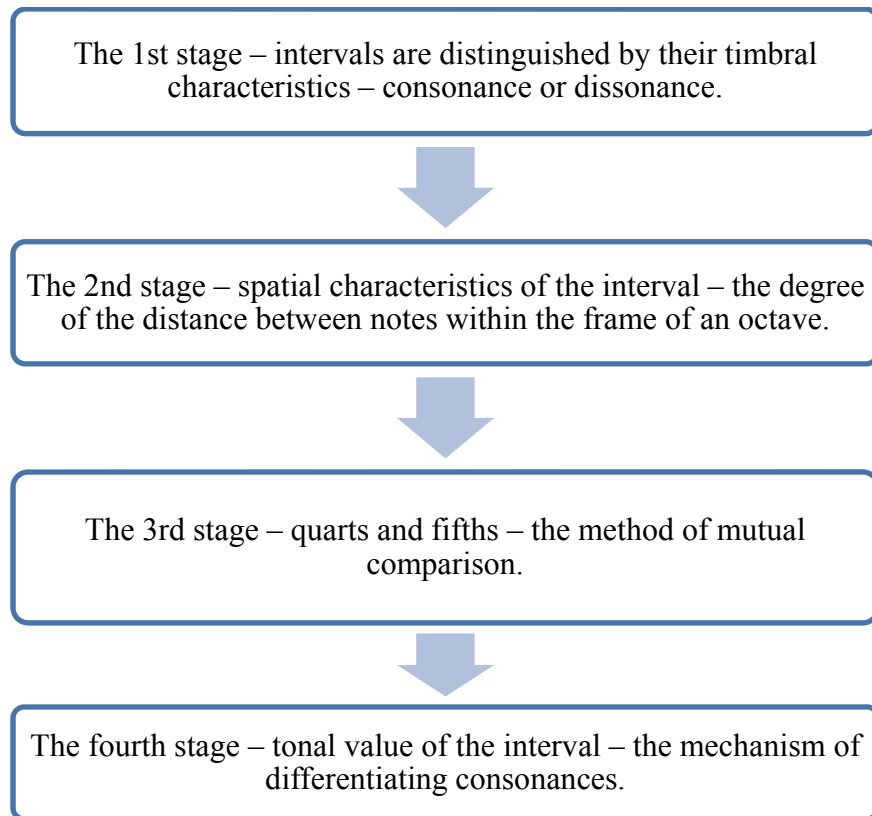 The 1st stage – intervals are distinguished by their timbral
characteristics – consonance or dissonance.
The 2nd stage – spatial characteristics of the interval – the degree
of the distance between notes within the frame of an octave.
The 3rd stage – quarts and fifths – the method of mutual
comparison.
The fourth stage – tonal value of the interval – the mechanism of
differentiating consonances.